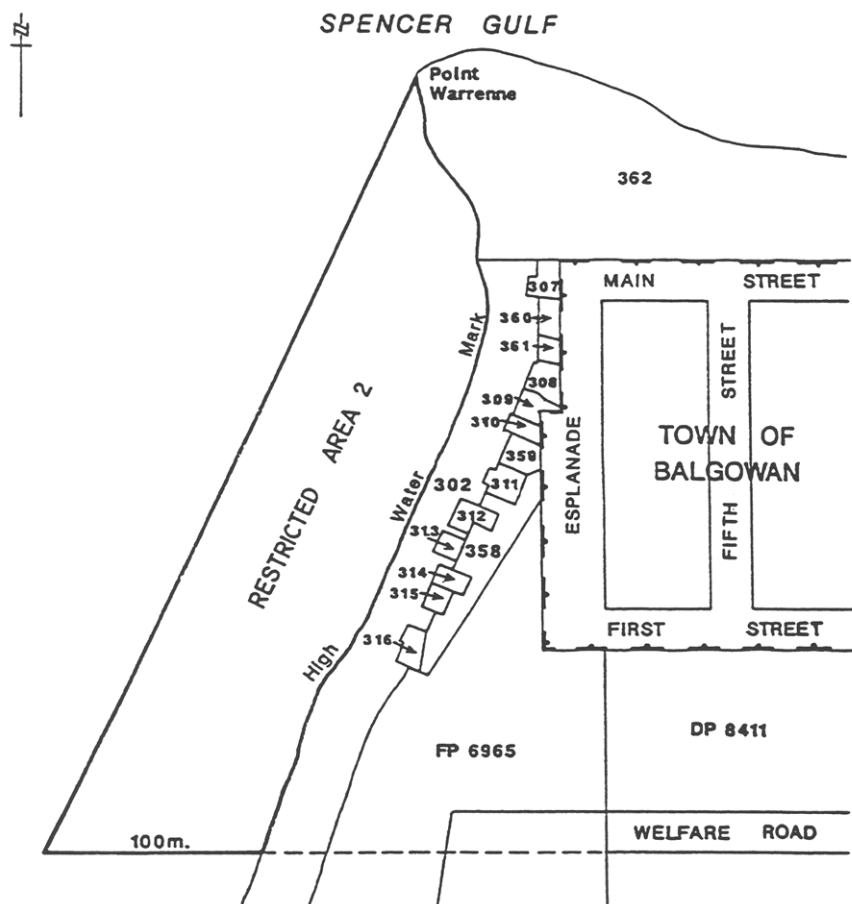 N
SPENCER GULF
Point
Warrenne
362
MAIN STREET
307
360
361
308
309
310
359
302
311
312
313
358
314
315
316
Mark
Water
High
RESTRICTED AREA 2
ESPLANADE
STREET
FIFTH
TOWN OF
BALGOWAN
FIRST STREET
FP 6965
DP 8411
100m.
WELFARE ROAD